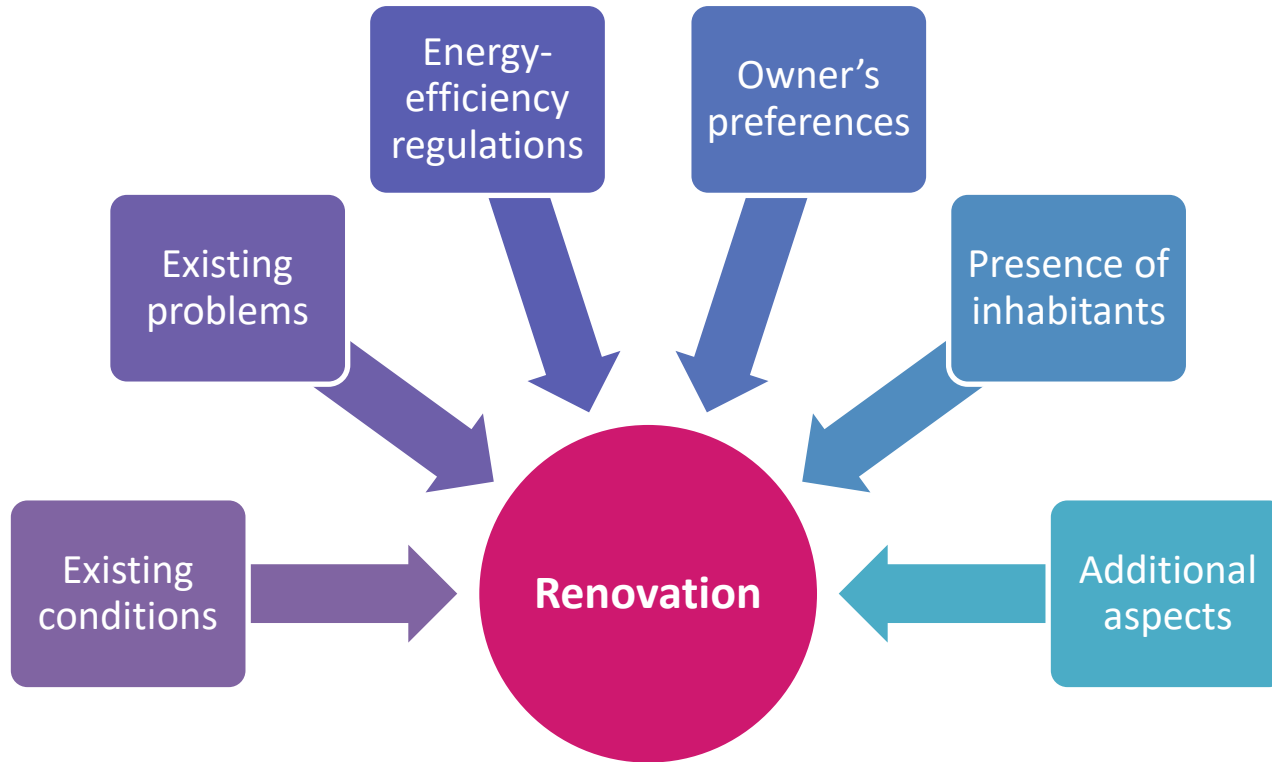 Energy-
efficiency
regulations
Owner’s
preferences
Existing
problems
Presence of
inhabitants
Existing
conditions
Renovation
Additional
aspects